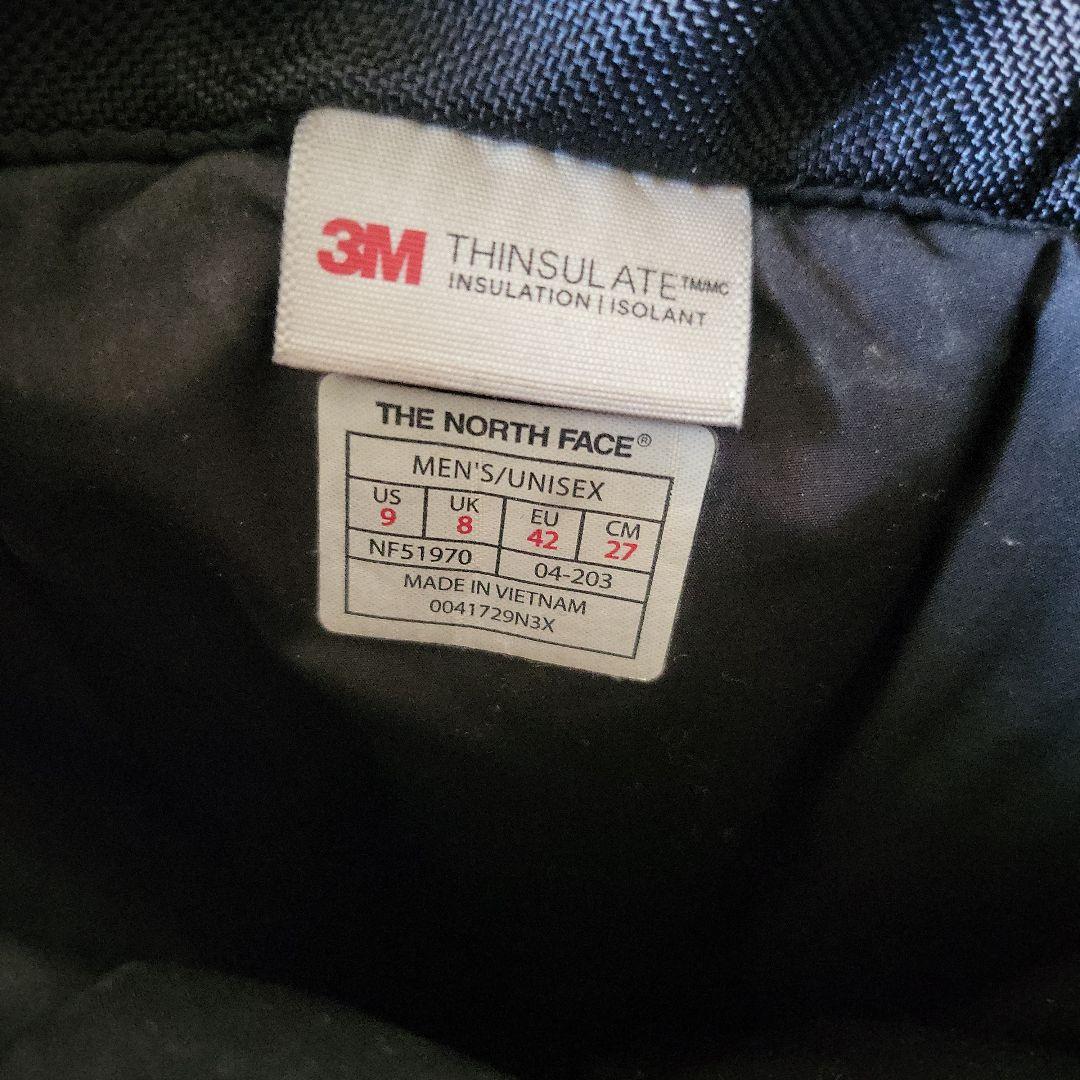 3M THINSULATE™/MC
INSULATION | ISOLANT
THE NORTH FACE®
MEN'S/UNISEX
US UK EU CM
9 8 42 27
NF51970 04-203
MADE IN VIETNAM
0041729N3X